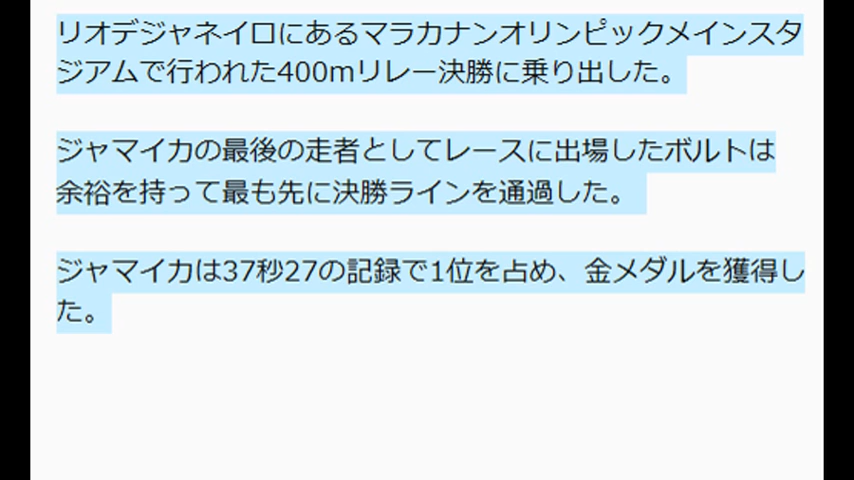 リオデジャネイロにあるマラカナンオリンピックメインスタ
ジアムで行われた400mリレー決勝に乗り出した。
ジャマイカの最後の走者としてレースに出場したボルトは
余裕を持って最も先に決勝ラインを通過した。
ジャマイカは37秒27の記録で1位を占め、金メダルを獲得し
た。